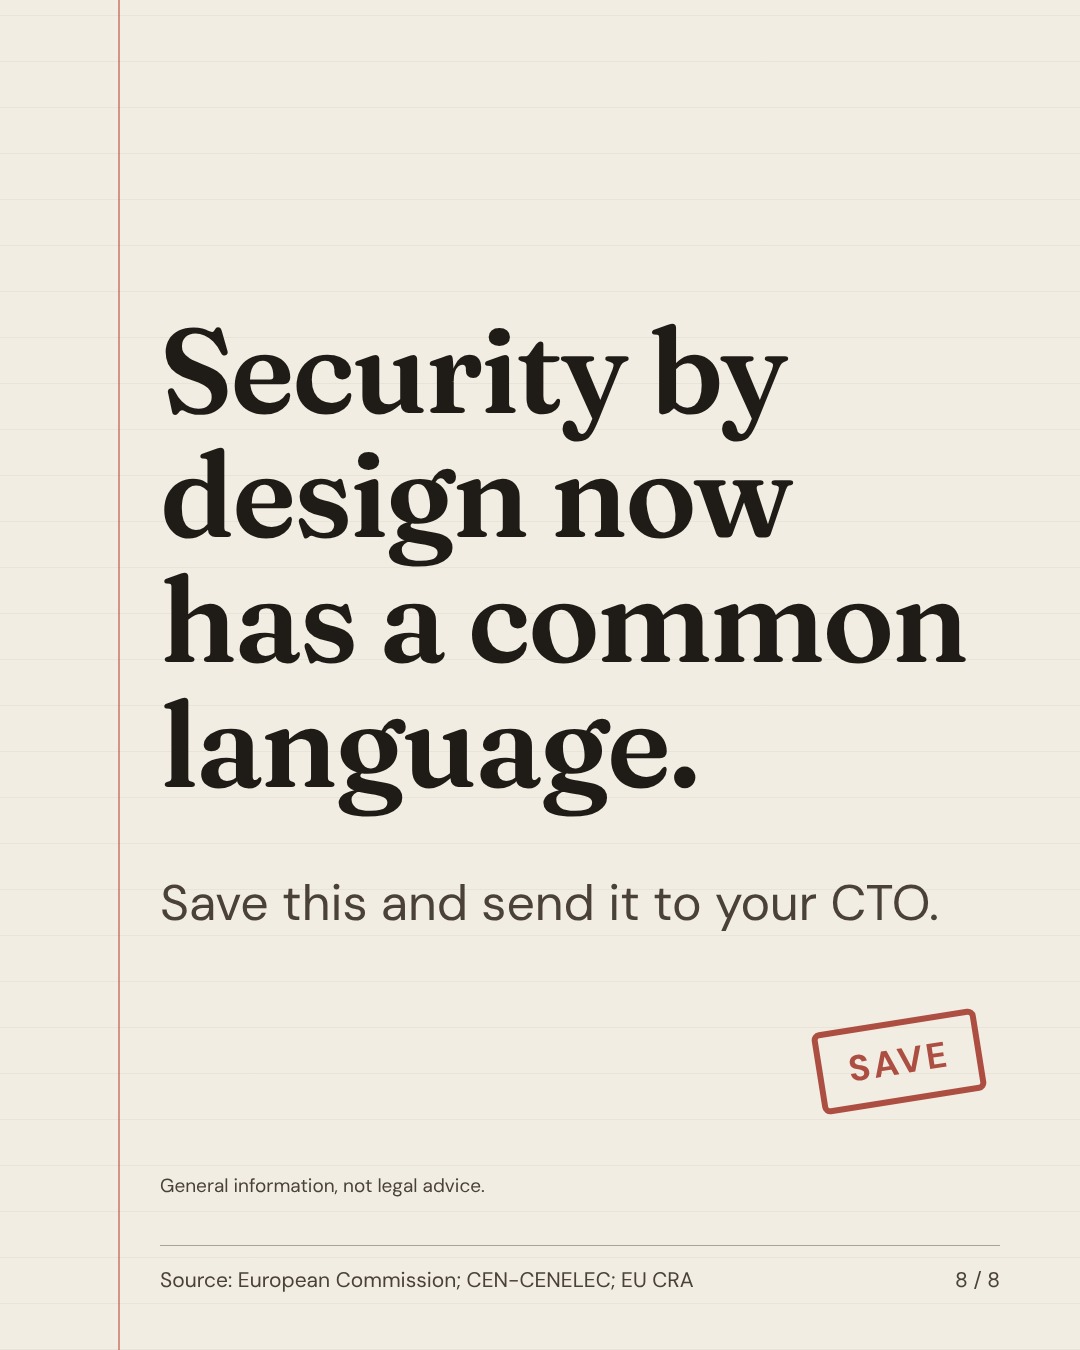 Security by
design now
has a common
language.
Save this and send it to your CTO.
SAVE
General information, not legal advice.
Source: European Commission; CEN-CENELEC; EU CRA
8 / 8